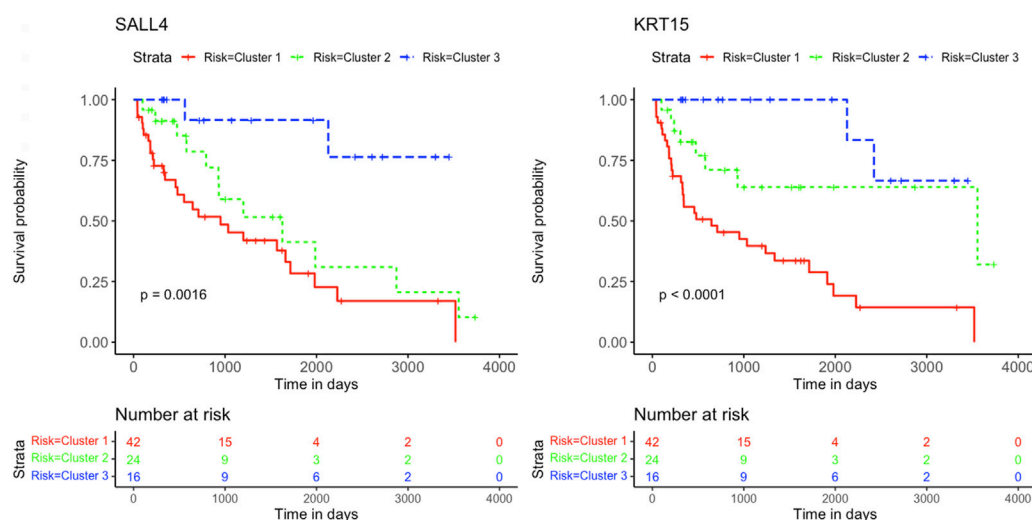 SALL4
Strata Risk=Cluster 1 Risk=Cluster 2 Risk=Cluster 3
Survival probability
1.00
0.75
0.50
0.25
0.00
p = 0.0016
0 1000 2000 3000 4000
Time in days
Number at risk
Strata
Risk=Cluster 1 42 15 4 2 0
Risk=Cluster 2 24 9 3 2 0
Risk=Cluster 3 16 9 6 2 0
0 1000 2000 3000 4000
Time in days
KRT15
Strata Risk=Cluster 1 Risk=Cluster 2 Risk=Cluster 3
Survival probability
1.00
0.75
0.50
0.25
0.00
p < 0.0001
0 1000 2000 3000 4000
Time in days
Number at risk
Strata
Risk=Cluster 1 42 15 4 2 0
Risk=Cluster 2 24 9 3 2 0
Risk=Cluster 3 16 9 6 2 0
0 1000 2000 3000 4000
Time in days